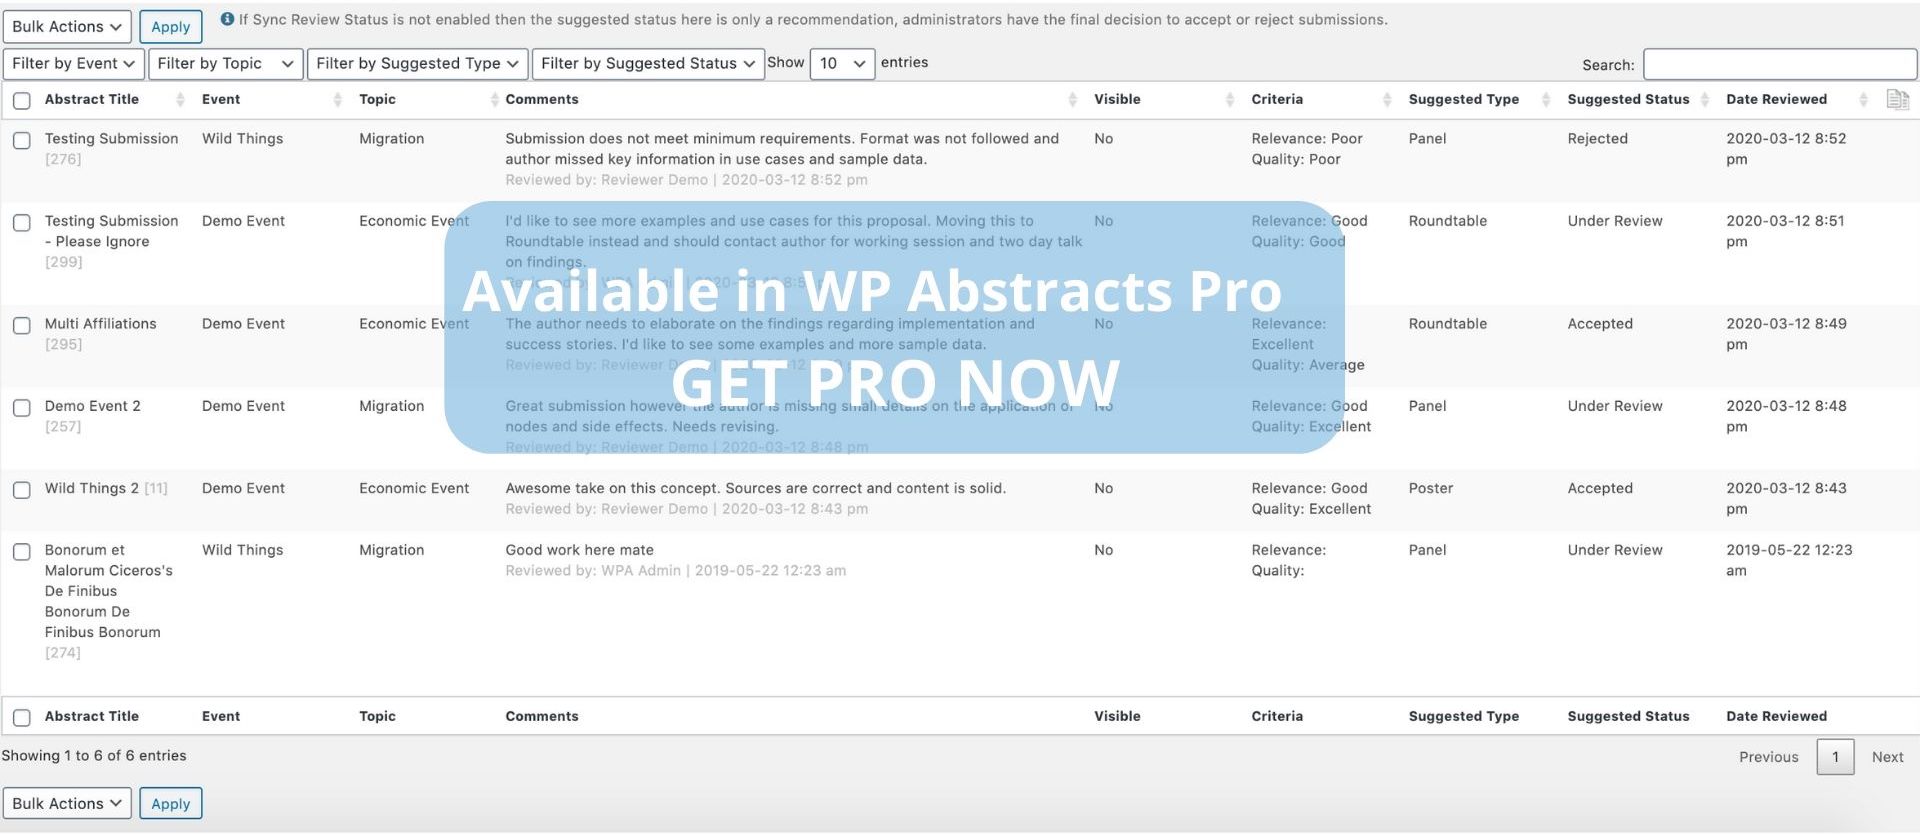 Bulk Actions Apply If Sync Review Status is not enabled then the suggested status here is only a recommendation, administrators have the final decision to accept or reject submissions.
Filter by Event Filter by Topic Filter by Suggested Type Filter by Suggested Status Show 10 entries Search:
Abstract Title Event Topic Comments Visible Criteria Suggested Type Suggested Status Date Reviewed
Testing Submission Wild Things Migration Submission does not meet minimum requirements. Format was not followed and No Relevance: Poor Panel Rejected 2020-03-12 8:52
[276] author missed key information in use cases and sample data. Quality: Poor pm
Reviewed by: Reviewer Demo | 2020-03-12 8:52 pm
Testing Submission Demo Event Economic Event I'd like to see more examples and use cases for this proposal. Moving this to No Relevance: Good Roundtable Under Review 2020-03-12 8:51
- Please Ignore Roundtable instead and should contact author for working session and two day talk Quality: Good pm
[299] on findings.
Available in WP Abstracts Pro
Multi Affiliations Demo Event Economic Event The author needs to elaborate on the findings regarding implementation and No Relevance: Roundtable Accepted 2020-03-12 8:49
[295] success stories. I'd like to see some examples and more sample data. Excellent pm
Reviewed by: Reviewer Quality: Average
GET PRO NOW
Demo Event 2 Demo Event Migration Great submission however the author is missing small details on the application of No Relevance: Good Panel Under Review 2020-03-12 8:48
[257] nodes and side effects. Needs revising. Quality: Excellent pm
Reviewed by: Reviewer Demo | 2020-03-12 8:48 pm
Wild Things 2 [11] Demo Event Economic Event Awesome take on this concept. Sources are correct and content is solid. No Relevance: Good Poster Accepted 2020-03-12 8:43
Reviewed by: Reviewer Demo | 2020-03-12 8:43 pm Quality: Excellent pm
Bonorum et Wild Things Migration Good work here mate No Relevance: Panel Under Review 2019-05-22 12:23
Malorum Ciceros's Reviewed by: WPA Admin | 2019-05-22 12:23 am Quality: am
De Finibus
Bonorum De
Finibus Bonorum
[274]
Abstract Title Event Topic Comments Visible Criteria Suggested Type Suggested Status Date Reviewed
Showing 1 to 6 of 6 entries Previous 1 Next
Bulk Actions Apply